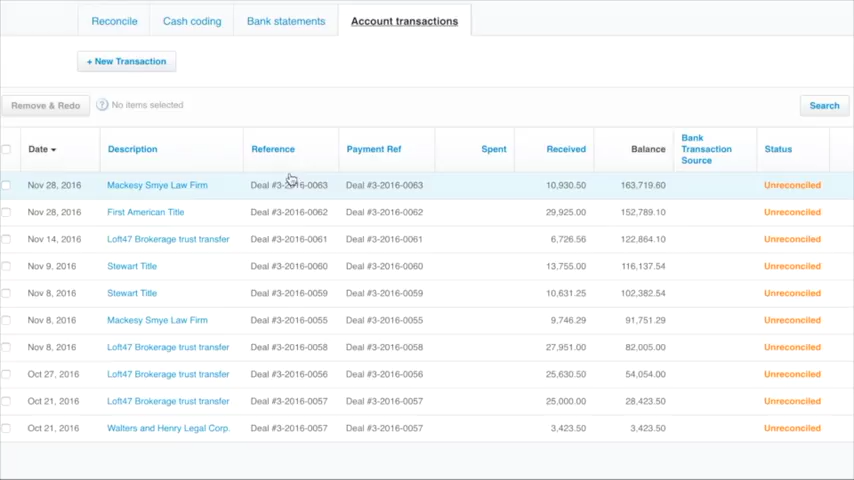 Reconcile Cash coding Bank statements Account transactions
+ New Transaction
Remove & Redo ? No items selected Search
Date Description Reference Payment Ref Spent Received Balance Bank Transaction Source Status
Nov 28, 2016 Mackesy Smye Law Firm Deal #3-2016-0063 Deal #3-2016-0063 10,930.50 163,719.60 Unreconciled
Nov 28, 2016 First American Title Deal #3-2016-0062 Deal #3-2016-0062 29,925.00 152,789.10 Unreconciled
Nov 14, 2016 Loft47 Brokerage trust transfer Deal #3-2016-0061 Deal #3-2016-0061 6,726.56 122,864.10 Unreconciled
Nov 9, 2016 Stewart Title Deal #3-2016-0060 Deal #3-2016-0060 13,755.00 116,137.54 Unreconciled
Nov 8, 2016 Stewart Title Deal #3-2016-0059 Deal #3-2016-0059 10,631.25 102,382.54 Unreconciled
Nov 8, 2016 Mackesy Smye Law Firm Deal #3-2016-0055 Deal #3-2016-0055 9,746.29 91,751.29 Unreconciled
Nov 8, 2016 Loft47 Brokerage trust transfer Deal #3-2016-0058 Deal #3-2016-0058 27,951.00 82,005.00 Unreconciled
Oct 27, 2016 Loft47 Brokerage trust transfer Deal #3-2016-0056 Deal #3-2016-0056 25,630.50 54,054.00 Unreconciled
Oct 21, 2016 Loft47 Brokerage trust transfer Deal #3-2016-0057 Deal #3-2016-0057 25,000.00 28,423.50 Unreconciled
Oct 21, 2016 Walters and Henry Legal Corp. Deal #3-2016-0057 Deal #3-2016-0057 3,423.50 3,423.50 Unreconciled